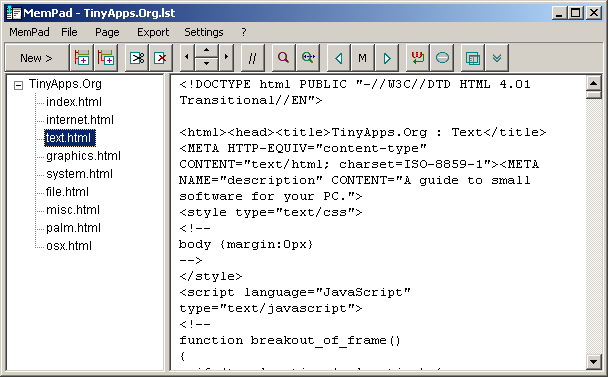 MemPad - TinyApps.Org.lst
MemPad File Page Export Settings ?
New > // M
TinyApps.Org
index.html
internet.html
text.html
graphics.html
system.html
file.html
misc.html
palm.html
osx.html
<!DOCTYPE html PUBLIC "-//W3C//DTD HTML 4.01
Transitional//EN">
<html><head><title>TinyApps.Org : Text</title>
<META HTTP-EQUIV="content-type"
CONTENT="text/html; charset=ISO-8859-1"><META
NAME="description" CONTENT="A guide to small
software for your PC.">
<style type="text/css">
<!--
body {margin:0px}
-->
</style>
<script language="JavaScript"
type="text/javascript">
<!--
function breakout_of_frame()
{